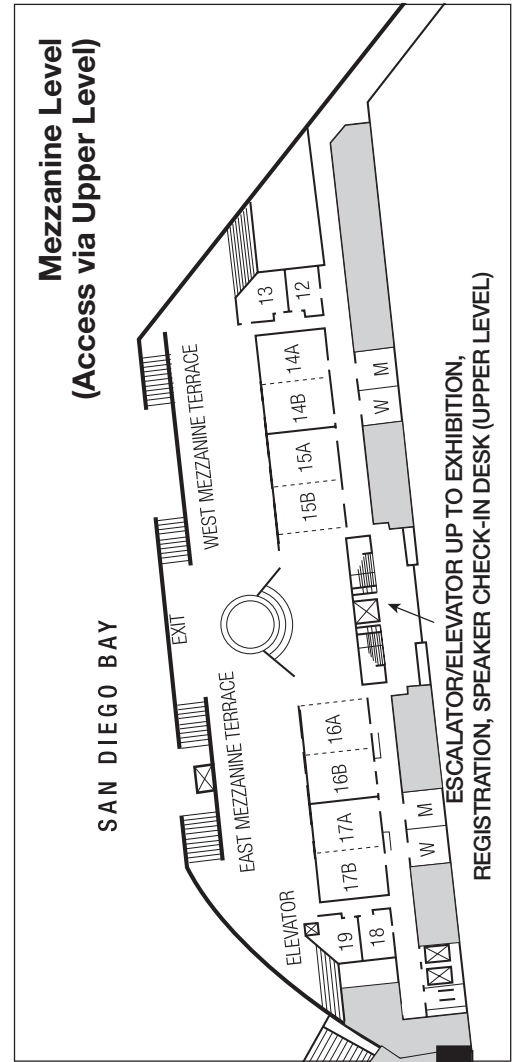 Mezzanine Level
(Access via Upper Level)
SAN DIEGO BAY
EXIT
WEST MEZZANINE TERRACE
EAST MEZZANINE TERRACE
ELEVATOR
19
18
17B
17A
16B
16A
15B
15A
14B
14A
13
12
W
M
W
M
ESCALATOR/ELEVATOR UP TO EXHIBITION,
REGISTRATION, SPEAKER CHECK-IN DESK (UPPER LEVEL)